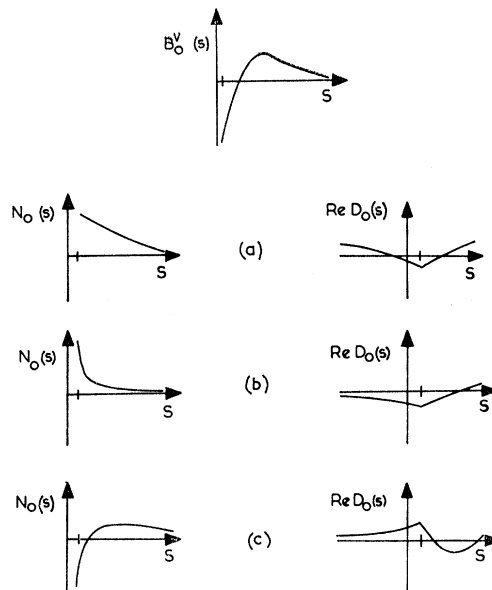 B₀ⱽ (s)
S
N₀ (s)
S
(a)
Re D₀(s)
S
N₀(s)
S
(b)
Re D₀(s)
S
N₀(s)
S
(c)
Re D₀(s)
S